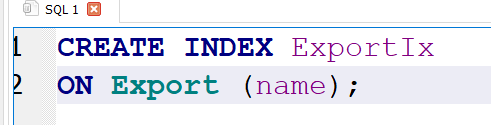 SQL 1
1 CREATE INDEX ExportIx
2 ON Export (name);